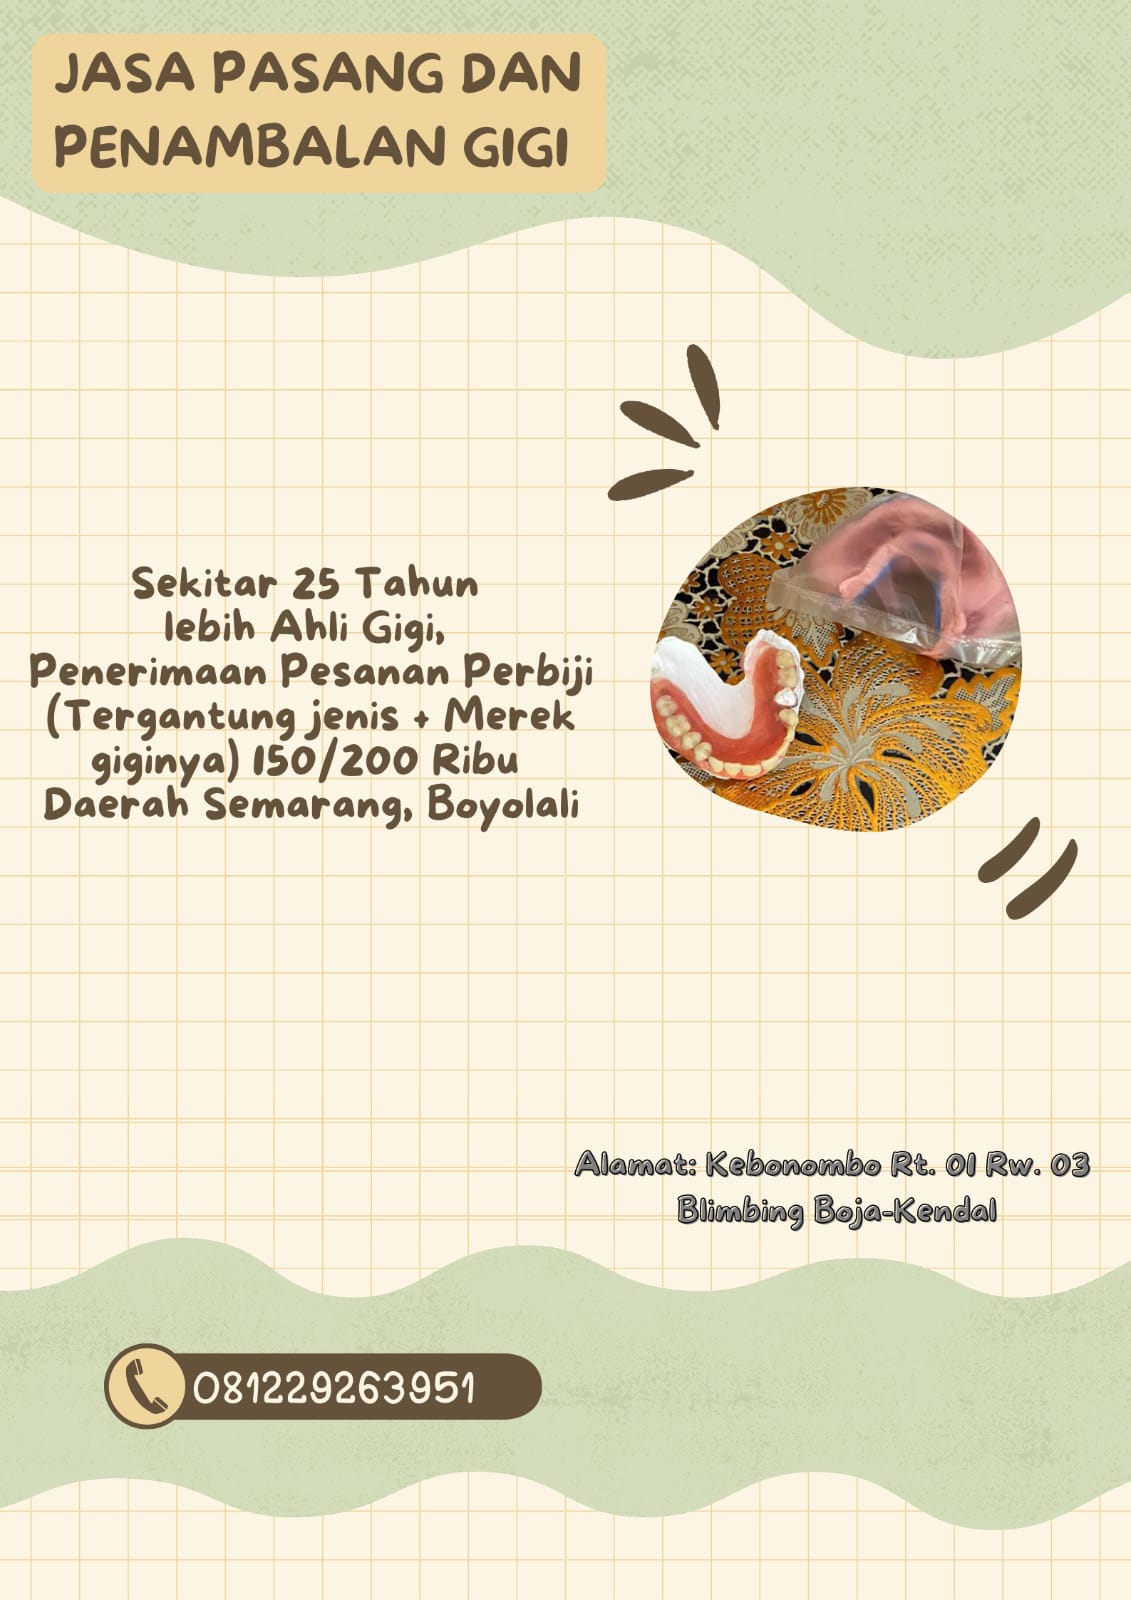 JASA PASANG DAN
PENAMBALAN GIGI
Sekitar 25 Tahun
lebih Ahli Gigi,
Penerimaan Pesanan Perbiji
(Tergantung jenis + Merek
giginya) 150/200 Ribu
Daerah Semarang, Boyolali
Alamat: Kebonombo Rt. 01 Rw. 03
Blimbing Boja-Kendal
081229263951